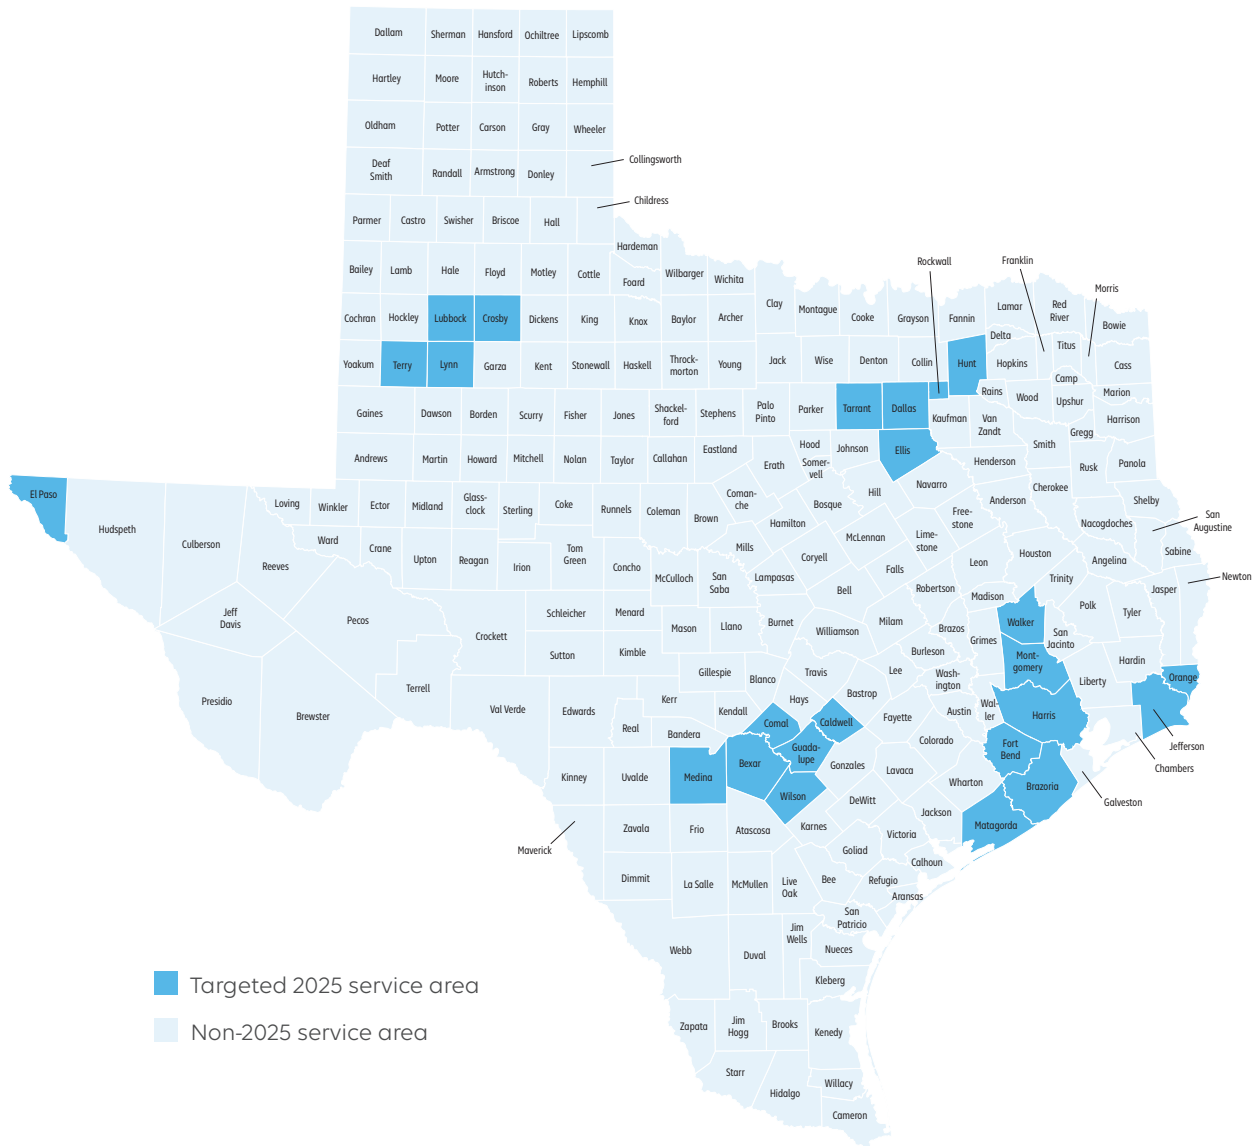 Dallam
Sherman
Hansford
Ochiltree
Lipscomb
Hartley
Moore
Hutch-
inson
Roberts
Hemphill
Oldham
Potter
Carson
Gray
Wheeler
Deaf
Smith
Randall
Armstrong
Donley
Collingsworth
Childress
Parmer
Castro
Swisher
Briscoe
Hall
Hardeman
Bailey
Lamb
Hale
Floyd
Motley
Cottle
Foard
Wilbarger
Wichita
Rockwall
Franklin
Morris
Cochran
Hockley
Lubbock
Crosby
Dickens
King
Knox
Baylor
Archer
Clay
Montague
Cooke
Grayson
Fannin
Lamar
Red
River
Bowie
Delta
Titus
Yoakum
Terry
Lynn
Garza
Kent
Stonewall
Haskell
Throck-
morton
Young
Jack
Wise
Denton
Collin
Hunt
Hopkins
Cass
Camp
Rains
Wood
Upshur
Marion
Gaines
Dawson
Borden
Scurry
Fisher
Jones
Shackel-
ford
Stephens
Palo
Pinto
Parker
Tarrant
Dallas
Kaufman
Van
Zandt
Gregg
Harrison
Andrews
Martin
Howard
Mitchell
Nolan
Taylor
Callahan
Eastland
Erath
Hood
Somer-
vell
Johnson
Ellis
Henderson
Smith
Rusk
Panola
El Paso
Hudspeth
Culberson
Loving
Winkler
Ector
Midland
Glass-
clock
Sterling
Coke
Runnels
Coleman
Brown
Coman-
che
Hamilton
Bosque
Hill
Navarro
Free-
stone
Anderson
Cherokee
Nacogdoches
Shelby
San
Augustine
Sabine
Newton
Reeves
Ward
Crane
Upton
Reagan
Irion
Tom
Green
Concho
McCulloch
San
Saba
Mills
Lampasas
Coryell
McLennan
Lime-
stone
Falls
Bell
Leon
Robertson
Houston
Angelina
Trinity
Jasper
Madison
Polk
Tyler
Jeff
Davis
Pecos
Crockett
Schleicher
Menard
Mason
Llano
Burnet
Williamson
Milam
Brazos
Grimes
Walker
San
Jacinto
Hardin
Presidio
Brewster
Terrell
Val Verde
Sutton
Kimble
Gillespie
Blanco
Travis
Burleson
Lee
Wash-
ington
Mont-
gomery
Liberty
Orange
Edwards
Real
Kerr
Bandera
Kendall
Hays
Comal
Caldwell
Bastrop
Fayette
Austin
Wal-
ler
Harris
Jefferson
Chambers
Galveston
Kinney
Uvalde
Medina
Bexar
Guada-
lupe
Wilson
Gonzales
Lavaca
Colorado
Fort
Bend
Wharton
Brazoria
Matagorda
Maverick
Zavala
Frio
Atascosa
Karnes
DeWitt
Jackson
Victoria
Goliad
Calhoun
Dimmit
La Salle
McMullen
Live
Oak
Bee
Refugio
Aransas
San
Patricio
Webb
Duval
Jim
Wells
Nueces
Kleberg
Zapata
Jim
Hogg
Brooks
Kenedy
Starr
Hidalgo
Willacy
Cameron
Targeted 2025 service area
Non-2025 service area